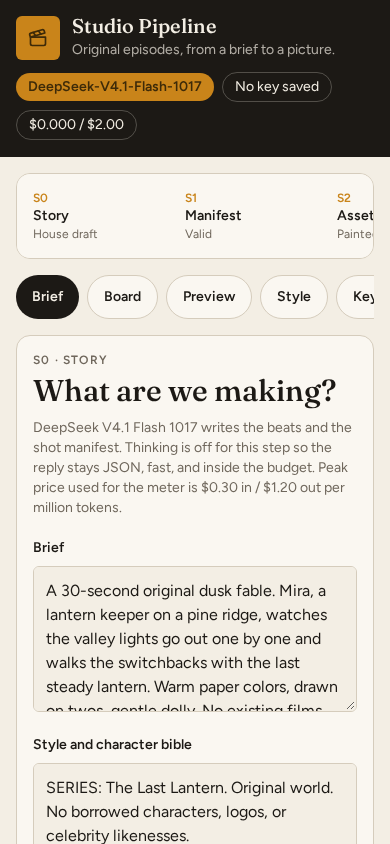 Studio Pipeline
Original episodes, from a brief to a picture.
DeepSeek-V4.1-Flash-1017
No key saved
$0.000 / $2.00
S0
Story
House draft
S1
Manifest
Valid
S2
Asset
Painte
Brief
Board
Preview
Style
Key
S0 · STORY
What are we making?
DeepSeek V4.1 Flash 1017 writes the beats and the
shot manifest. Thinking is off for this step so the
reply stays JSON, fast, and inside the budget. Peak
price used for the meter is $0.30 in / $1.20 out per
million tokens.
Brief
A 30-second original dusk fable. Mira, a
lantern keeper on a pine ridge, watches
the valley lights go out one by one and
walks the switchbacks with the last
steady lantern. Warm paper colors, drawn
on twos, gentle dolly. No existing films,
Style and character bible
SERIES: The Last Lantern. Original world.
No borrowed characters, logos, or
celebrity likenesses.